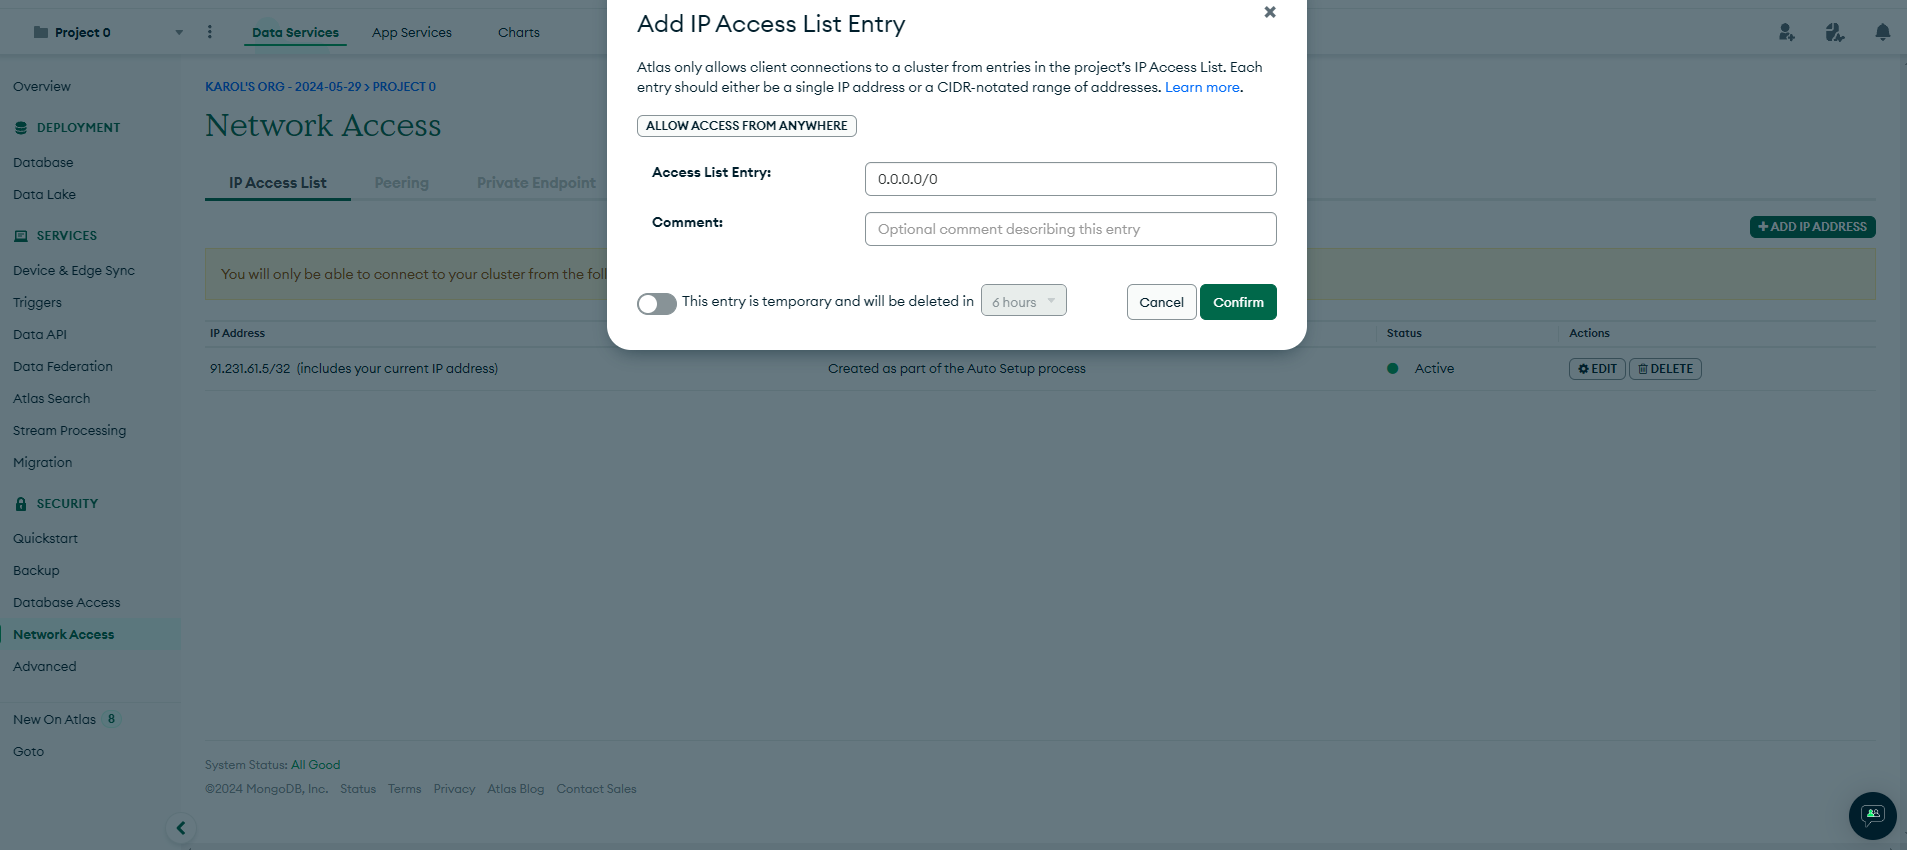 Project 0
Data Services
App Services
Charts
Overview
DEPLOYMENT
Database
Data Lake
SERVICES
Device & Edge Sync
Triggers
Data API
Data Federation
Atlas Search
Stream Processing
Migration
SECURITY
Quickstart
Backup
Database Access
Network Access
Advanced
New On Atlas 8
Goto
KAROL'S ORG - 2024-05-29 > PROJECT 0
Network Access
IP Access List
Peering
Private Endpoint
+ ADD IP ADDRESS
You will only be able to connect to your cluster from the foll
IP Address
Status
Actions
91.231.61.5/32 (includes your current IP address)
Created as part of the Auto Setup process
Active
EDIT
DELETE
Add IP Access List Entry
Atlas only allows client connections to a cluster from entries in the project's IP Access List. Each
entry should either be a single IP address or a CIDR-notated range of addresses. Learn more.
ALLOW ACCESS FROM ANYWHERE
Access List Entry:
0.0.0.0/0
Comment:
Optional comment describing this entry
This entry is temporary and will be deleted in
6 hours
Cancel
Confirm
System Status: All Good
©2024 MongoDB, Inc. Status Terms Privacy Atlas Blog Contact Sales